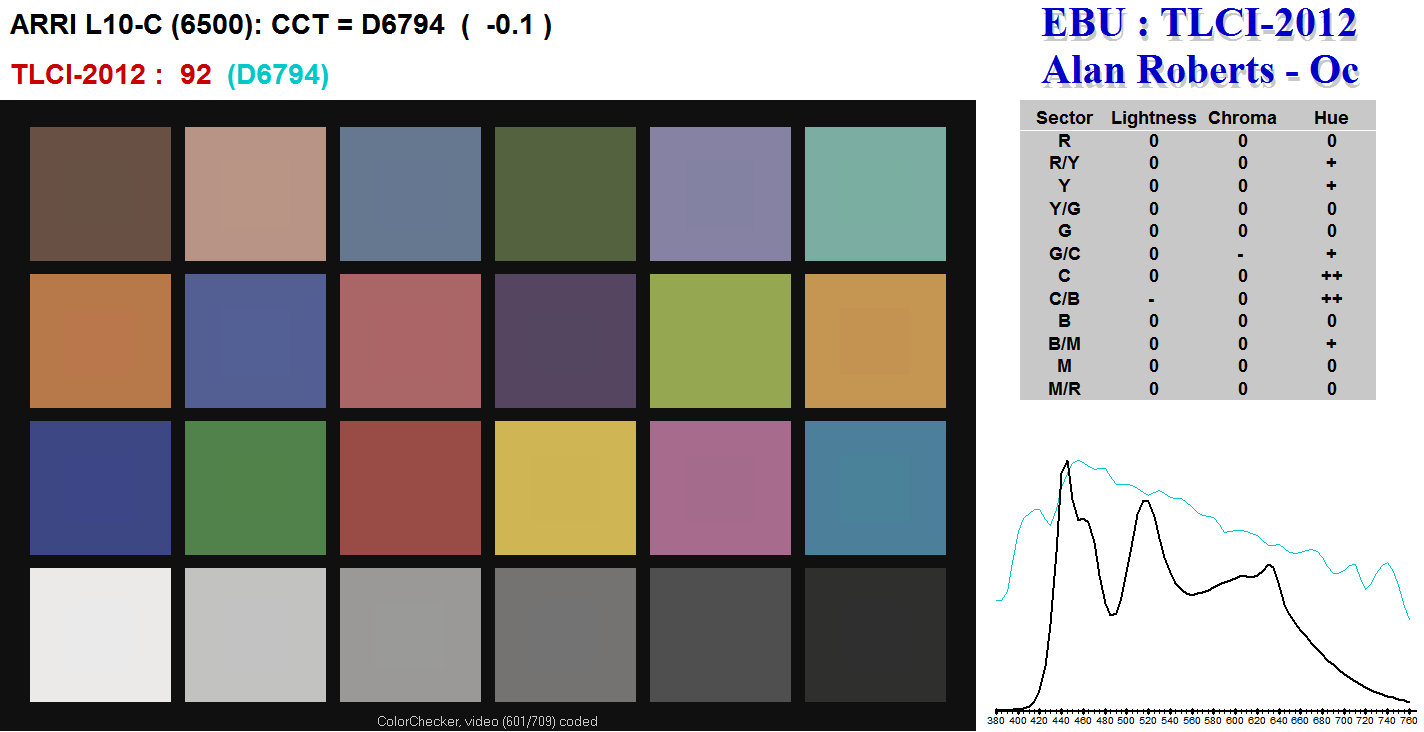 ARRI L10-C (6500): CCT = D6794 ( -0.1 )
TLCI-2012 : 92 (D6794)
EBU : TLCI-2012
Alan Roberts - Oc
Sector Lightness Chroma Hue
R 0 0 0
R/Y 0 0 +
Y 0 0 +
Y/G 0 0 0
G 0 0 0
G/C 0 - +
C 0 0 ++
C/B - 0 ++
B 0 0 0
B/M 0 0 +
M 0 0 0
M/R 0 0 0
ColorChecker, video (601/709) coded
380 400 420 440 460 480 500 520 540 560 580 600 620 640 660 680 700 720 740 760